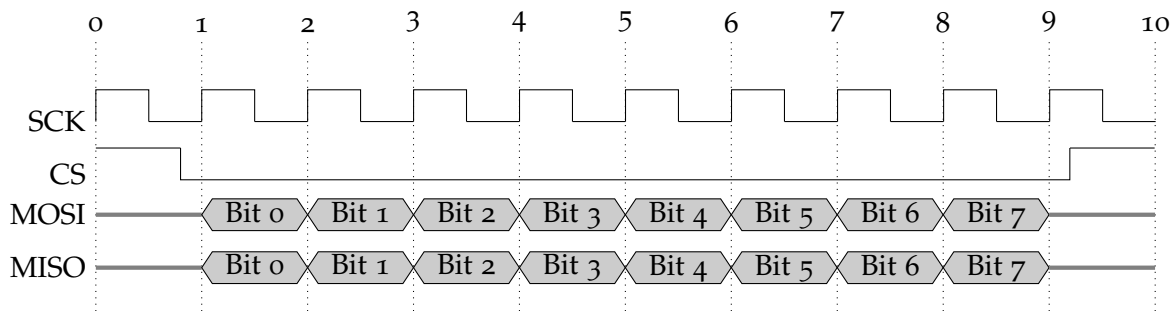 0 1 2 3 4 5 6 7 8 9 10
SCK
CS
MOSI Bit 0 Bit 1 Bit 2 Bit 3 Bit 4 Bit 5 Bit 6 Bit 7
MISO Bit 0 Bit 1 Bit 2 Bit 3 Bit 4 Bit 5 Bit 6 Bit 7